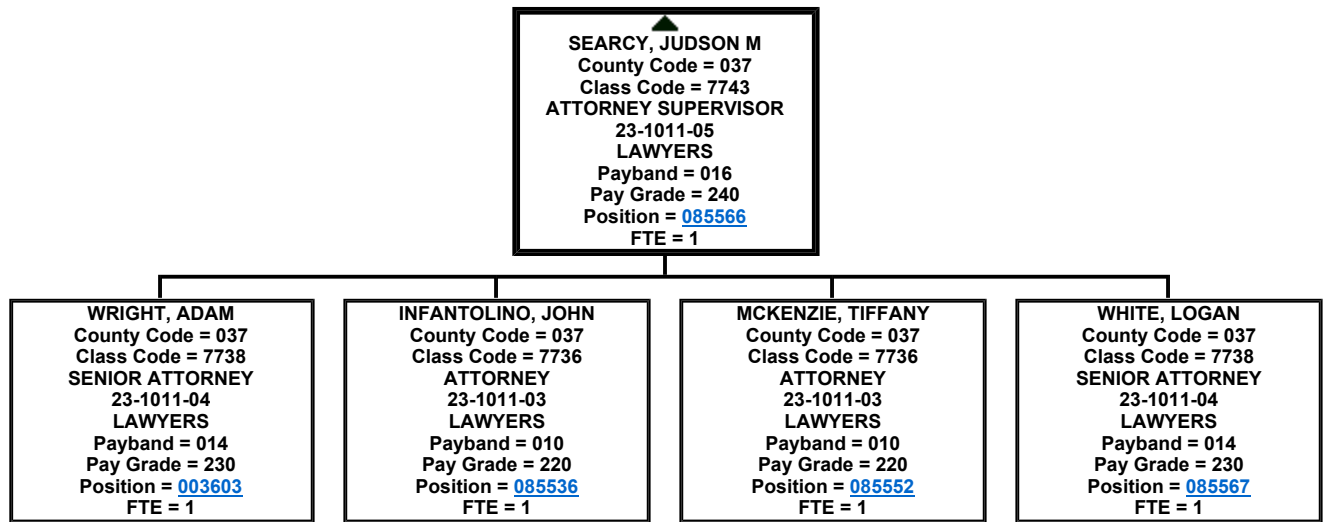 SEARCY, JUDSON M
County Code = 037
Class Code = 7743
ATTORNEY SUPERVISOR
23-1011-05
LAWYERS
Payband = 016
Pay Grade = 240
Position = 085566
FTE = 1
WRIGHT, ADAM
County Code = 037
Class Code = 7738
SENIOR ATTORNEY
23-1011-04
LAWYERS
Payband = 014
Pay Grade = 230
Position = 003603
FTE = 1
INFANTOLINO, JOHN
County Code = 037
Class Code = 7736
ATTORNEY
23-1011-03
LAWYERS
Payband = 010
Pay Grade = 220
Position = 085536
FTE = 1
MCKENZIE, TIFFANY
County Code = 037
Class Code = 7736
ATTORNEY
23-1011-03
LAWYERS
Payband = 010
Pay Grade = 220
Position = 085552
FTE = 1
WHITE, LOGAN
County Code = 037
Class Code = 7738
SENIOR ATTORNEY
23-1011-04
LAWYERS
Payband = 014
Pay Grade = 230
Position = 085567
FTE = 1